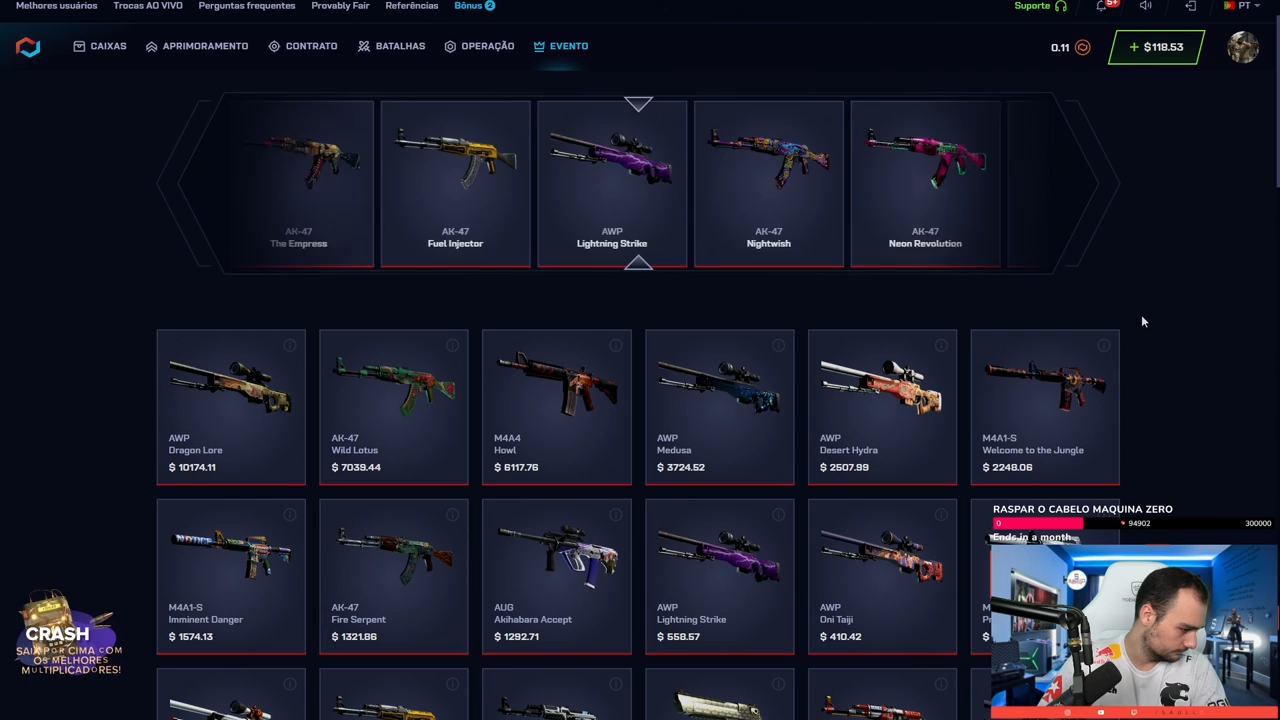 Melhores usuários
Trocas AO VIVO
Perguntas frequentes
Provably Fair
Referências
Bônus 2
Suporte
5+
PT
CAIXAS
APRIMORAMENTO
CONTRATO
BATALHAS
OPERAÇÃO
EVENTO
0.11
+ $118.53
AK-47
The Empress
AK-47
Fuel Injector
AWP
Lightning Strike
AK-47
Nightwish
AK-47
Neon Revolution
AWP
Dragon Lore
$ 10174.11
AK-47
Wild Lotus
$ 7039.44
M4A4
Howl
$ 6117.76
AWP
Medusa
$ 3724.52
AWP
Desert Hydra
$ 2507.99
M4A1-S
Welcome to the Jungle
$ 2248.06
M4A1-S
Imminent Danger
$ 1574.13
AK-47
Fire Serpent
$ 1321.86
AUG
Akihabara Accept
$ 1292.71
AWP
Lightning Strike
$ 558.57
AWP
Oni Taiji
$ 410.42
RASPAR O CABELO MAQUINA ZERO
0
94902
300000
Ends in a month
CRASH
SAIA POR CIMA COM
OS MELHORES
MULTIPLICADORES!